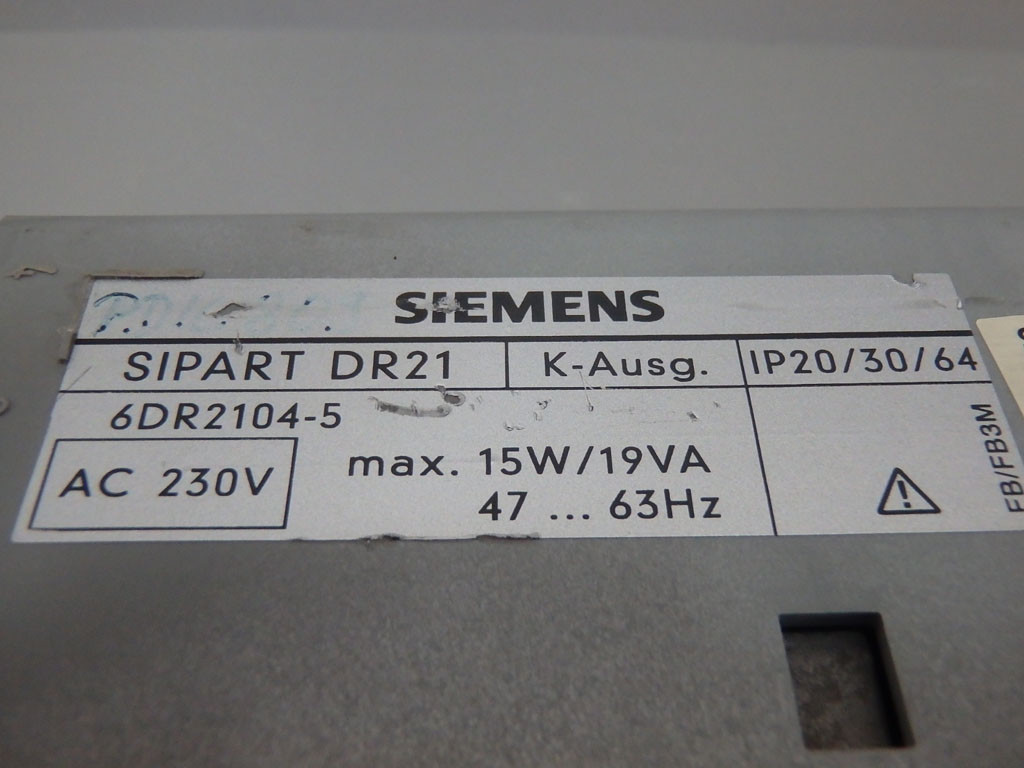 SIEMENS
SIPART DR21
K-Ausg.
IP20/30/64
6DR2104-5
AC 230V
max. 15W/19VA
47 ... 63Hz
FB/FB3M